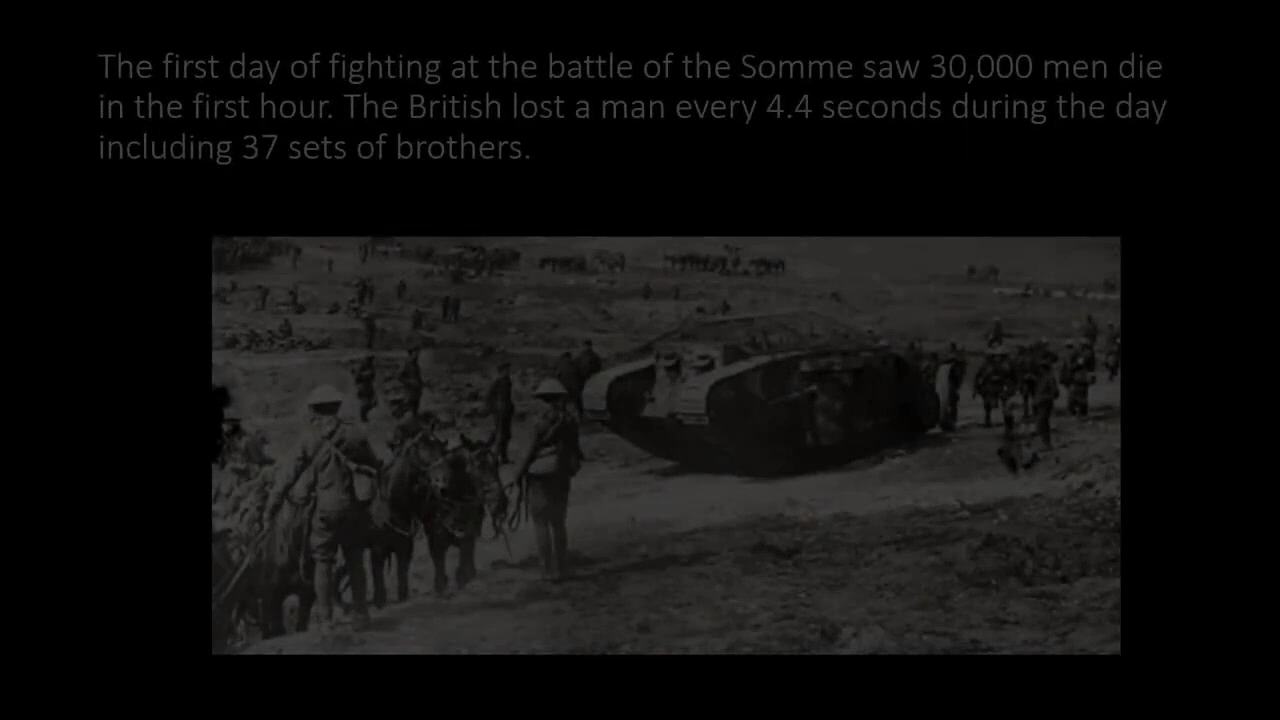 The first day of fighting at the battle of the Somme saw 30,000 men die
in the first hour. The British lost a man every 4.4 seconds during the day
including 37 sets of brothers.